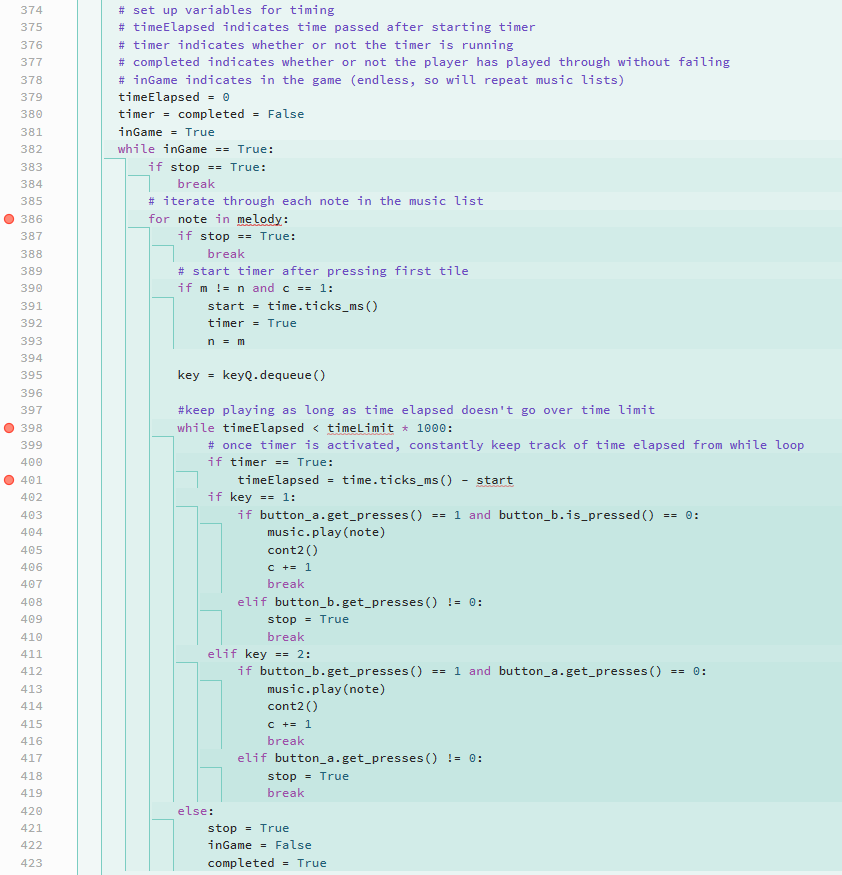 374 # set up variables for timing
375 # timeElapsed indicates time passed after starting timer
376 # timer indicates whether or not the timer is running
377 # completed indicates whether or not the player has played through without failing
378 # inGame indicates in the game (endless, so will repeat music lists)
379 timeElapsed = 0
380 timer = completed = False
381 inGame = True
382 while inGame == True:
383 if stop == True:
384 break
385 # iterate through each note in the music list
386 for note in melody:
387 if stop == True:
388 break
389 # start timer after pressing first tile
390 if m != n and c == 1:
391 start = time.ticks_ms()
392 timer = True
393 n = m
394
395 key = keyQ.dequeue()
396
397 #keep playing as long as time elapsed doesn't go over time limit
398 while timeElapsed < timeLimit * 1000:
399 # once timer is activated, constantly keep track of time elapsed from while loop
400 if timer == True:
401 timeElapsed = time.ticks_ms() - start
402 if key == 1:
403 if button_a.get_presses() == 1 and button_b.is_pressed() == 0:
404 music.play(note)
405 cont2()
406 c += 1
407 break
408 elif button_b.get_presses() != 0:
409 stop = True
410 break
411 elif key == 2:
412 if button_b.get_presses() == 1 and button_a.get_presses() == 0:
413 music.play(note)
414 cont2()
415 c += 1
416 break
417 elif button_a.get_presses() != 0:
418 stop = True
419 break
420 else:
421 stop = True
422 inGame = False
423 completed = True